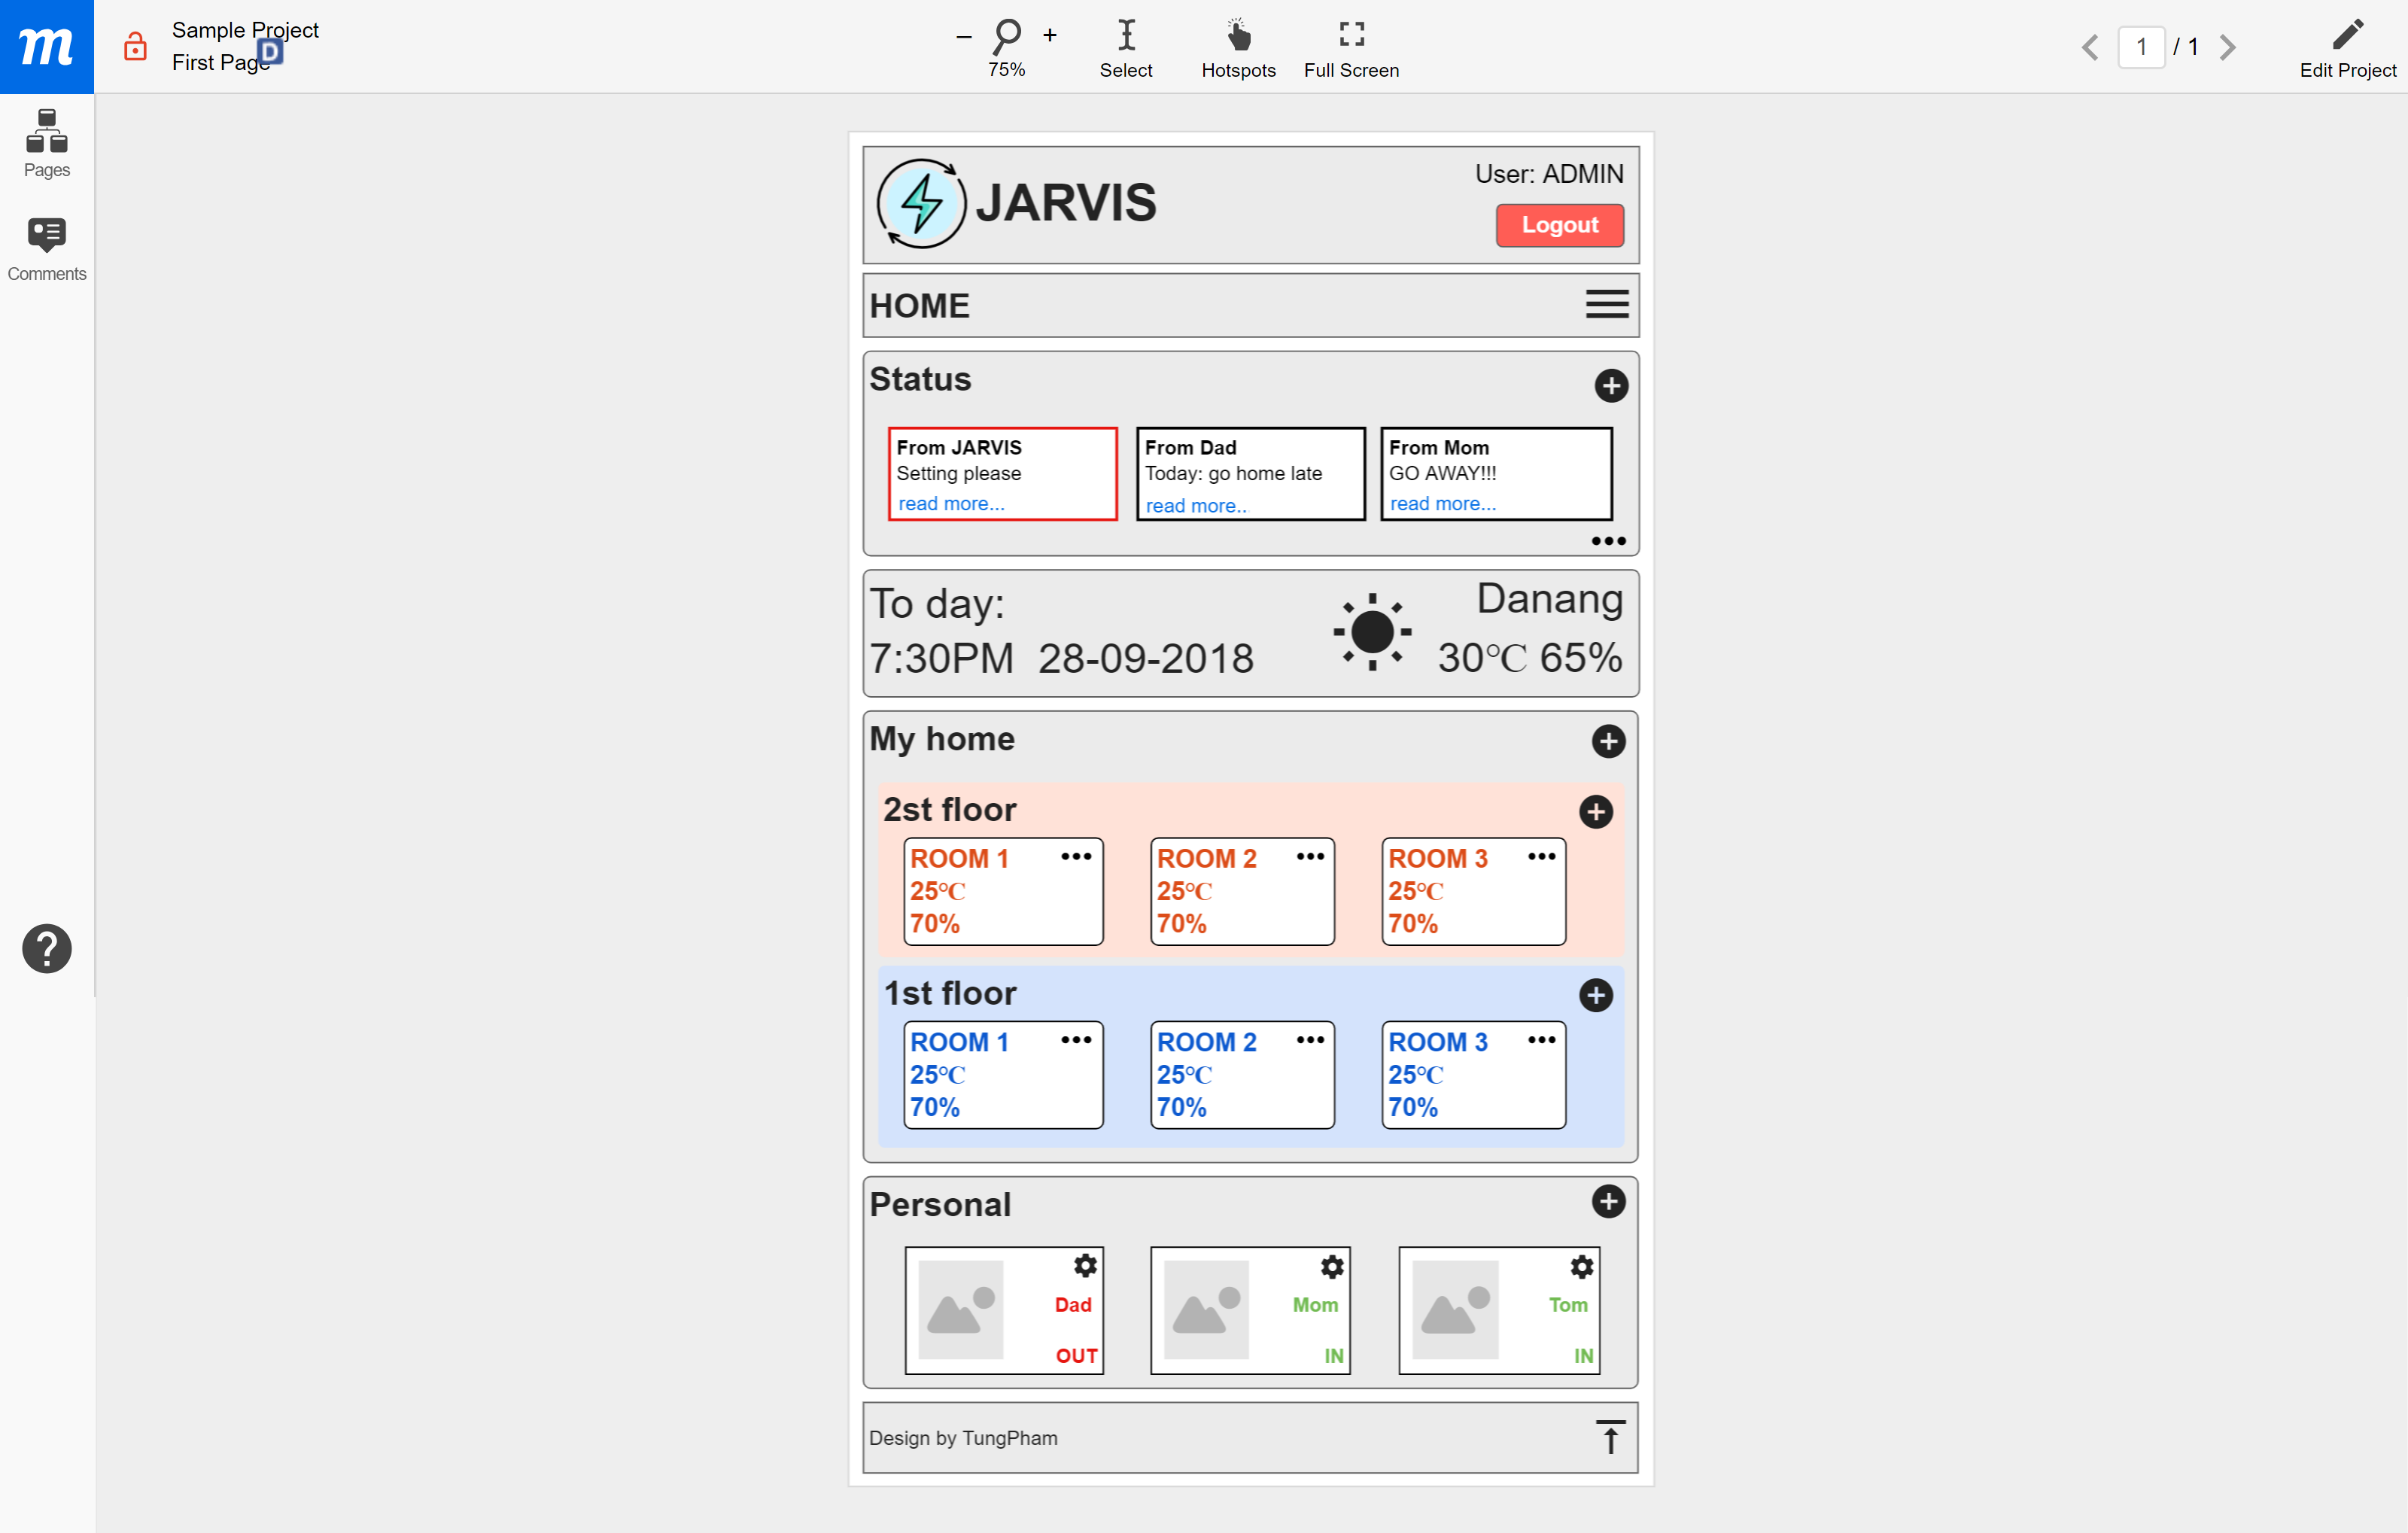 m
Sample Project
First Page
D
75%
Select
Hotspots
Full Screen
1 / 1
Edit Project
Pages
Comments
JARVIS
User: ADMIN
Logout
HOME
Status
From JARVIS
Setting please
read more...
From Dad
Today: go home late
read more...
From Mom
GO AWAY!!!
read more...
To day:
7:30PM 28-09-2018
Danang
30℃ 65%
My home
2st floor
ROOM 1
25℃
70%
ROOM 2
25℃
70%
ROOM 3
25℃
70%
1st floor
ROOM 1
25℃
70%
ROOM 2
25℃
70%
ROOM 3
25℃
70%
Personal
Dad
OUT
Mom
IN
Tom
IN
Design by TungPham